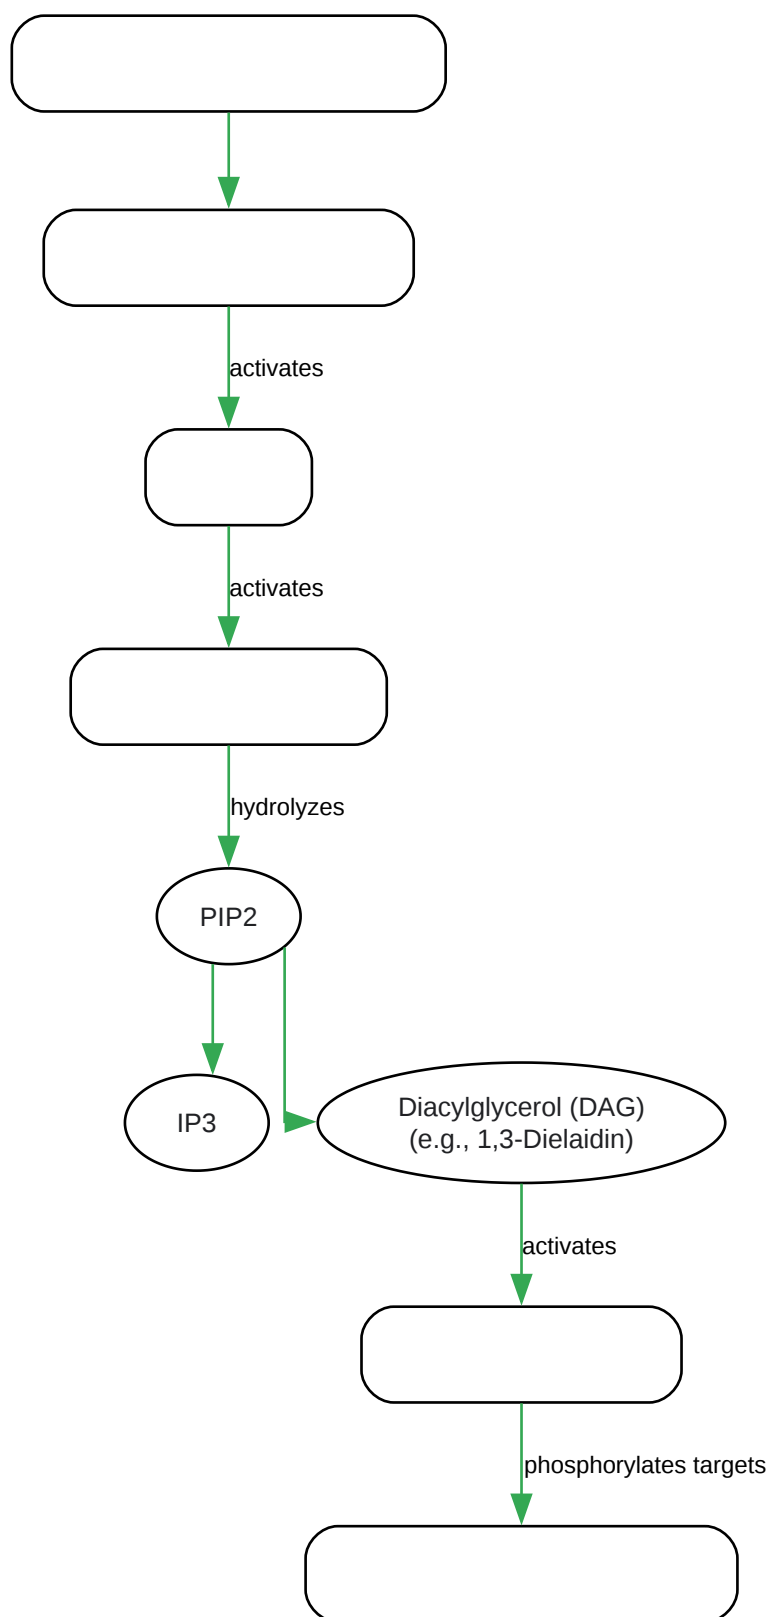 activates
activates
hydrolyzes
PIP2
IP3
Diacylglycerol (DAG)
(e.g., 1,3-Dielaidin)
activates
phosphorylates targets